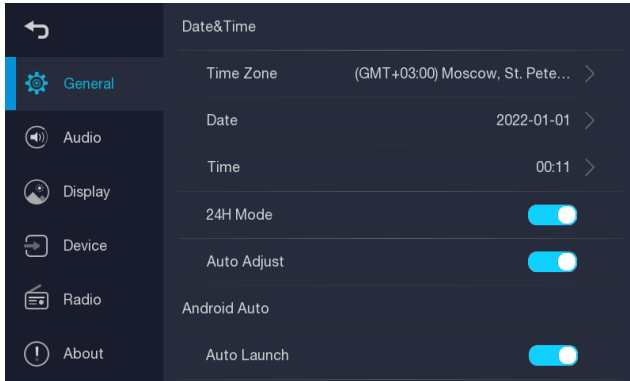 Date&Time
General
Time Zone (GMT+03:00) Moscow, St. Pete...
Date 2022-01-01
Audio
Time 00:11
Display
24H Mode
Device
Auto Adjust
Radio
Android Auto
About
Auto Launch